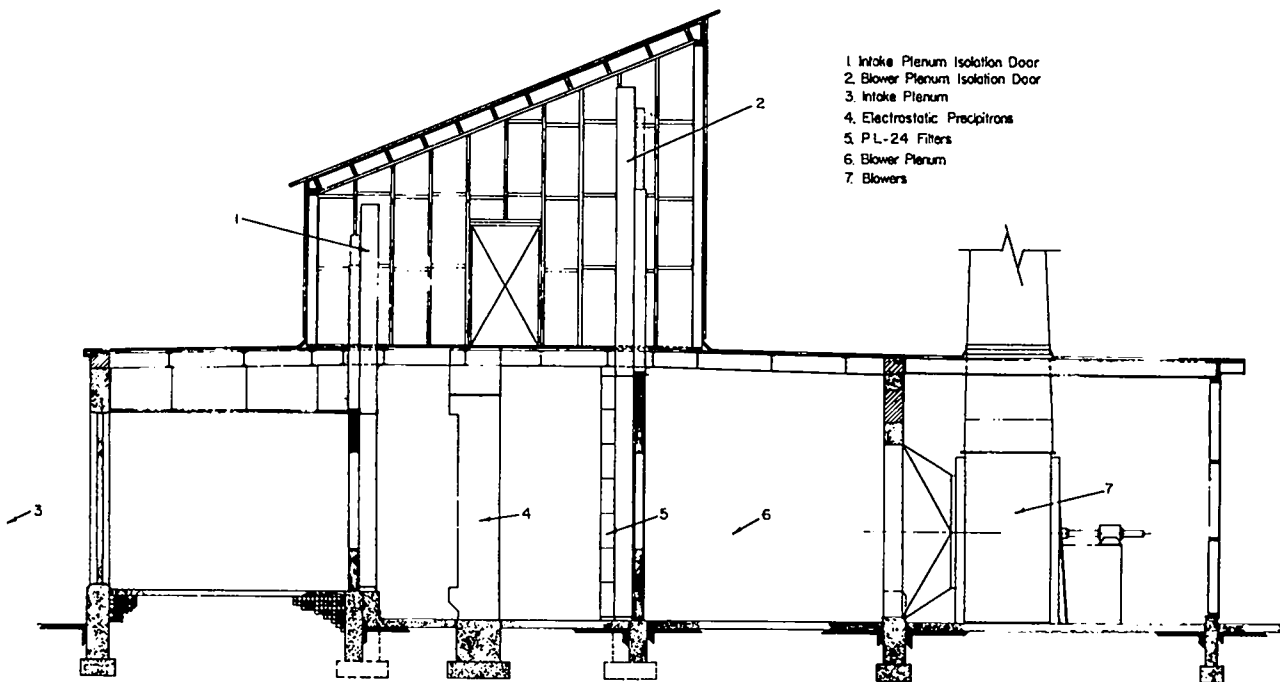 1. Intake Plenum Isolation Door
2. Blower Plenum Isolation Door
3. Intake Plenum
4. Electrostatic Precipitrons
5. PL-24 Filters
6. Blower Plenum
7. Blowers
2
1
3
4
5
6
7